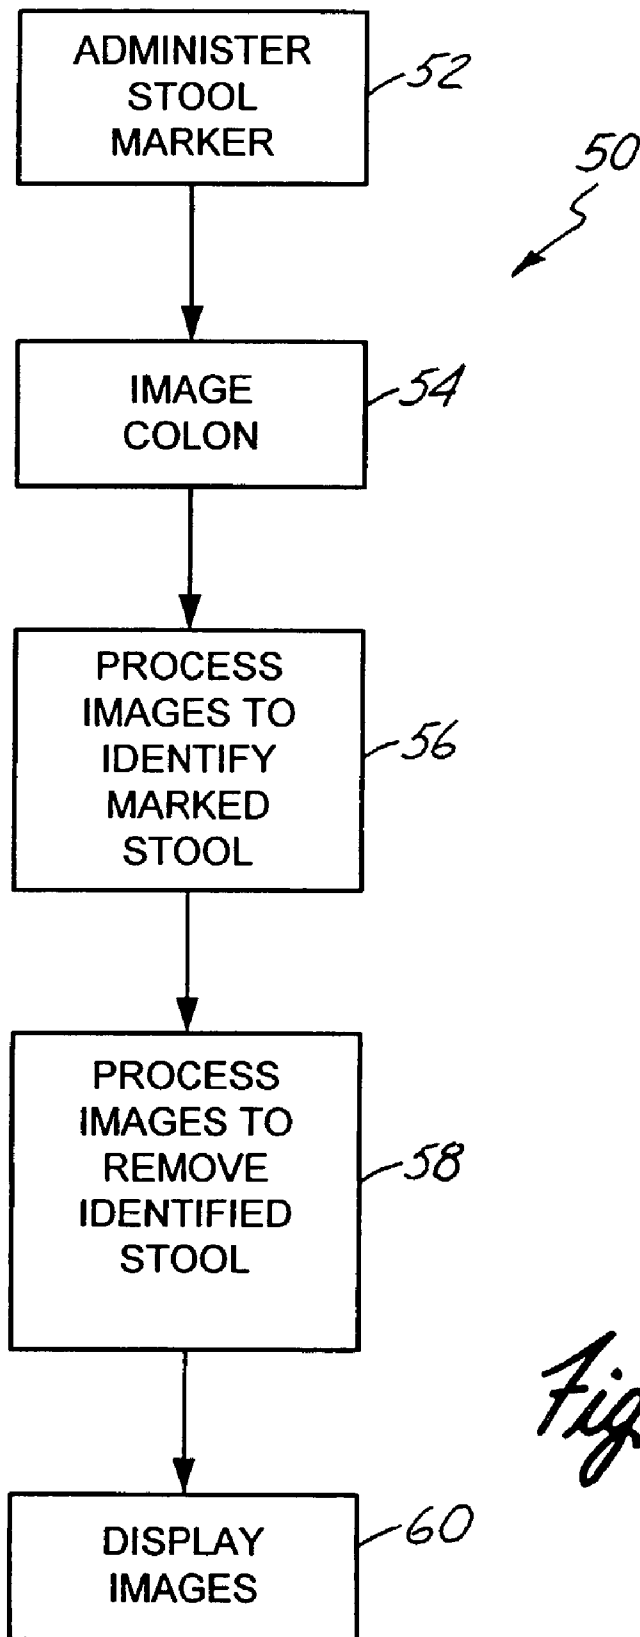 ADMINISTER
STOOL
MARKER
52
50
IMAGE
COLON
54
PROCESS
IMAGES TO
IDENTIFY
MARKED
STOOL
56
PROCESS
IMAGES TO
REMOVE
IDENTIFIED
STOOL
58
Fig
DISPLAY
IMAGES
60